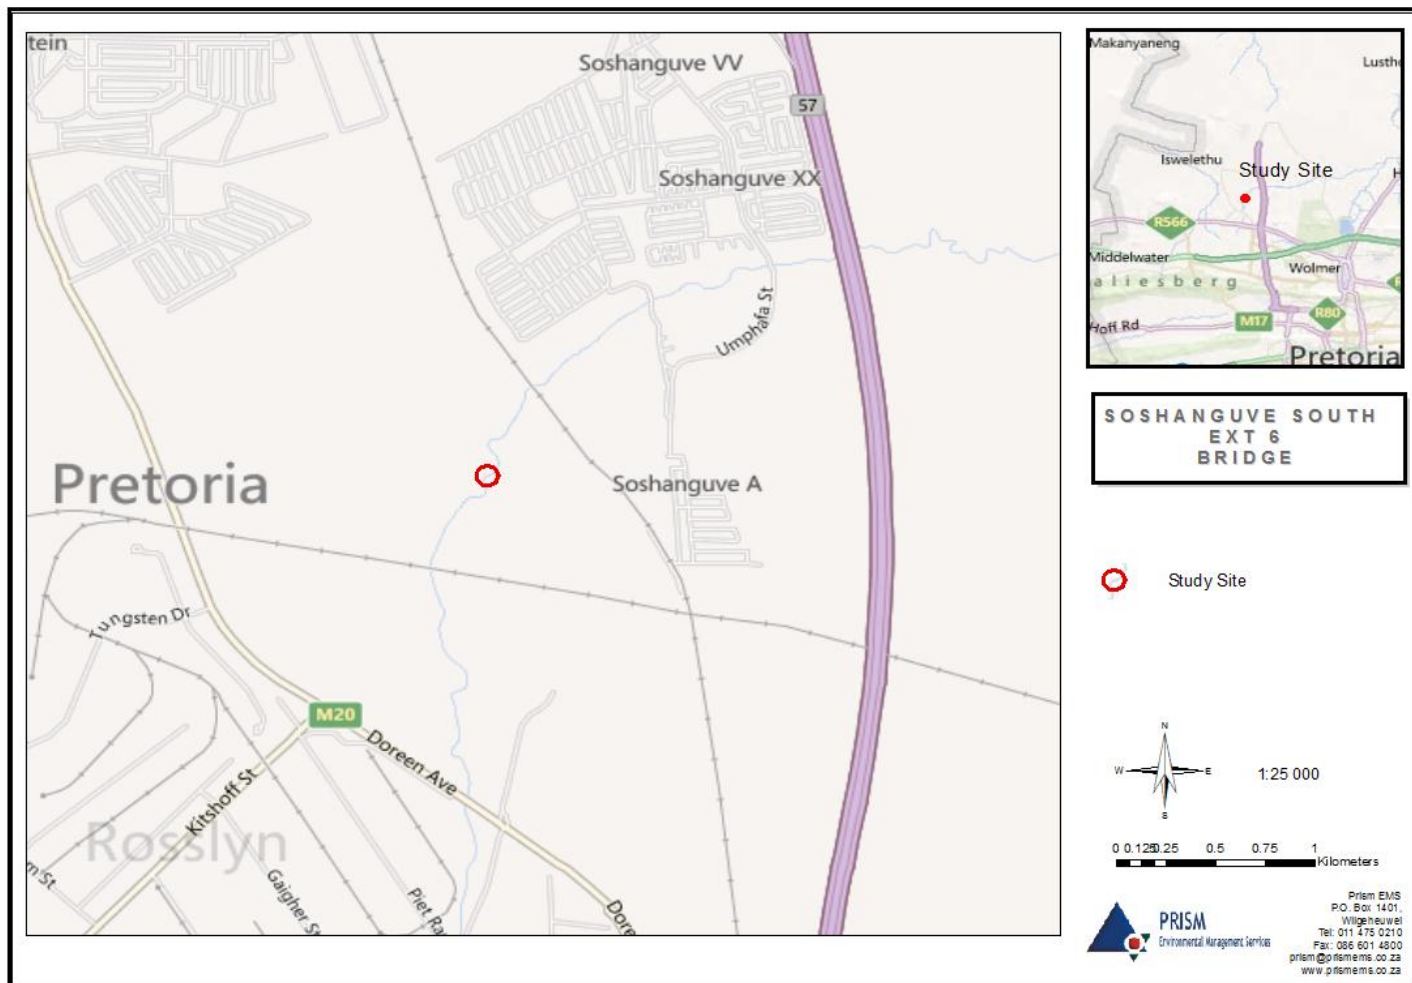 tein
Soshanguve VV
57
Soshanguve XX
Umphafa St
Pretoria
Soshanguve A
Tungsten Dr
M20
Doreen Ave
Kitshoff St
Rosslyn
Gaigher St
Piet Ra
Dore
Makanyaneng
Iswelethu
Study Site
R566
Middelwater
Wolmer
aliesberg
Hoff Rd
M17
R80
Pretoria
SOSHANGUVE SOUTH
EXT 6
BRIDGE
Study Site
N
W E
S
1:25 000
0 0.125 0.25 0.5 0.75 1
Kilometers
PRISM
Environmental Management Services
Prism EMS
P.O. Box 1401,
Wilgeheuwel
Tel: 011 475 0210
Fax: 086 601 4800
prism@prismems.co.za
www.prismems.co.za